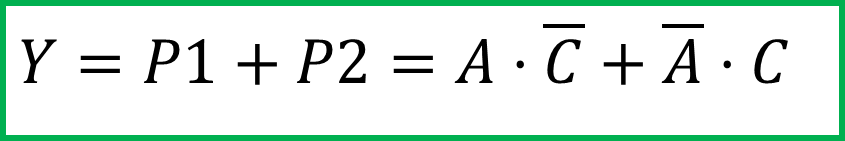 Y = P1 + P2 = A · C̅ + A̅ · C